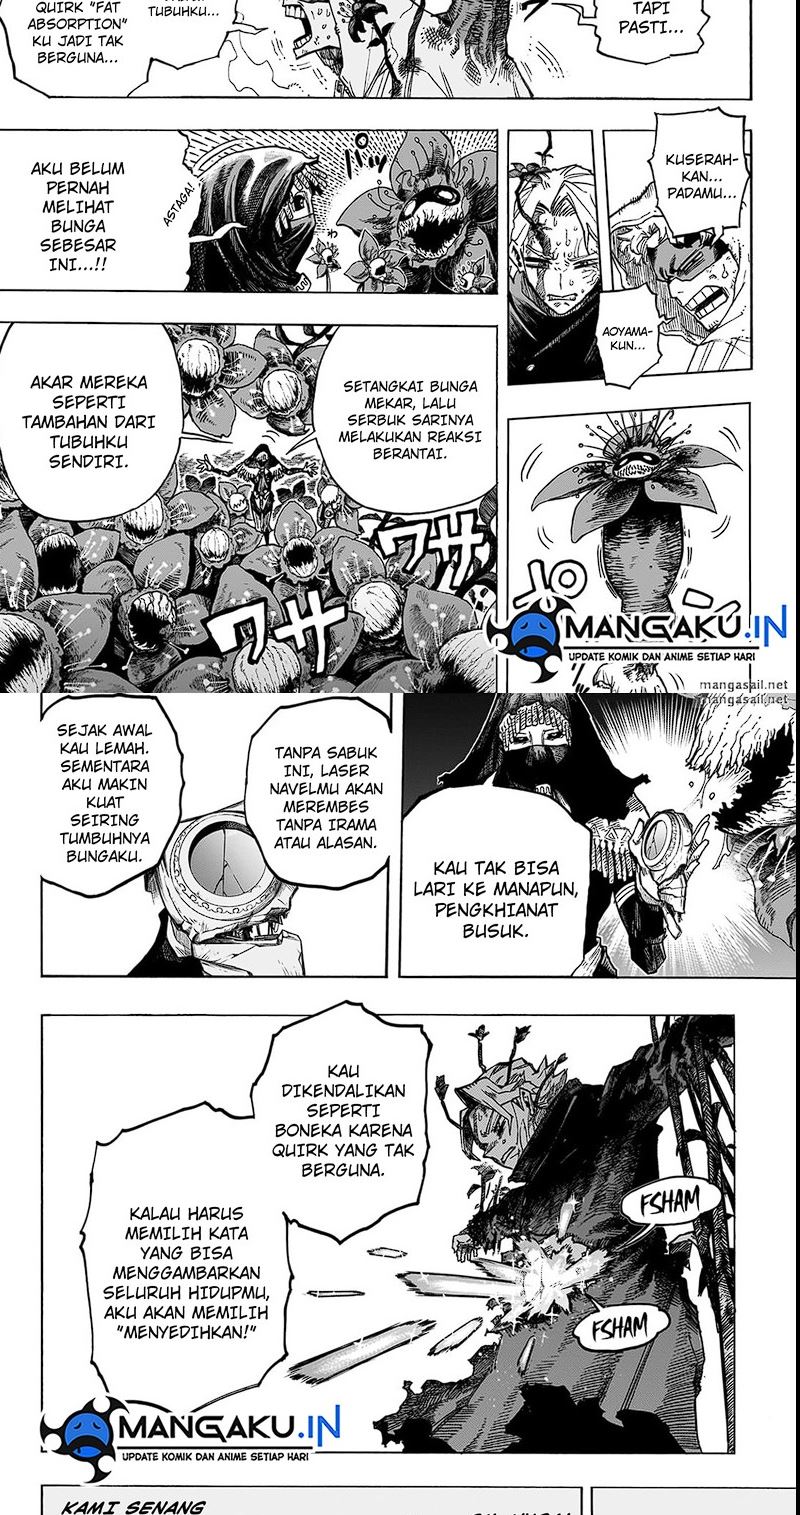 QUIRK "FAT
ABSORPTION"
KU JADI TAK
BERGUNA...
TUBUHKU...
TAPI
PASTI...
AKU BELUM
PERNAH
MELIHAT
BUNGA
SEBESAR
INI...!!
ASTAGA!
KUSERAH-
KAN...
PADAMU...
AOYAMA-
KUN...
AKAR MEREKA
SEPERTI
TAMBAHAN DARI
TUBUHKU
SENDIRI.
SETANGKAI BUNGA
MEKAR, LALU
SERBUK SARINYA
MELAKUKAN REAKSI
BERANTAI.
ワサ
ワサ
MANGAKU.IN
UPDATE KOMIK DAN ANIME SETIAP HARI
mangasail.net
mangasail.net
SEJAK AWAL
KAU LEMAH.
SEMENTARA
AKU MAKIN
KUAT
SEIRING
TUMBUHNYA
BUNGAKU.
TANPA SABUK
INI, LASER
NAVELMU AKAN
MEREMBES
TANPA IRAMA
ATAU ALASAN.
KAU TAK BISA
LARI KE MANAPUN,
PENGKHIANAT
BUSUK.
KAU
DIKENDALIKAN
SEPERTI
BONEKA KARENA
QUIRK YANG TAK
BERGUNA.
KALAU HARUS
MEMILIH KATA
YANG BISA
MENGGAMBARKAN
SELURUH HIDUPMU,
AKU AKAN MEMILIH
"MENYEDIHKAN!"
FSHAM
FSHAM
MANGAKU.IN
UPDATE KOMIK DAN ANIME SETIAP HARI
KAMI SENANG